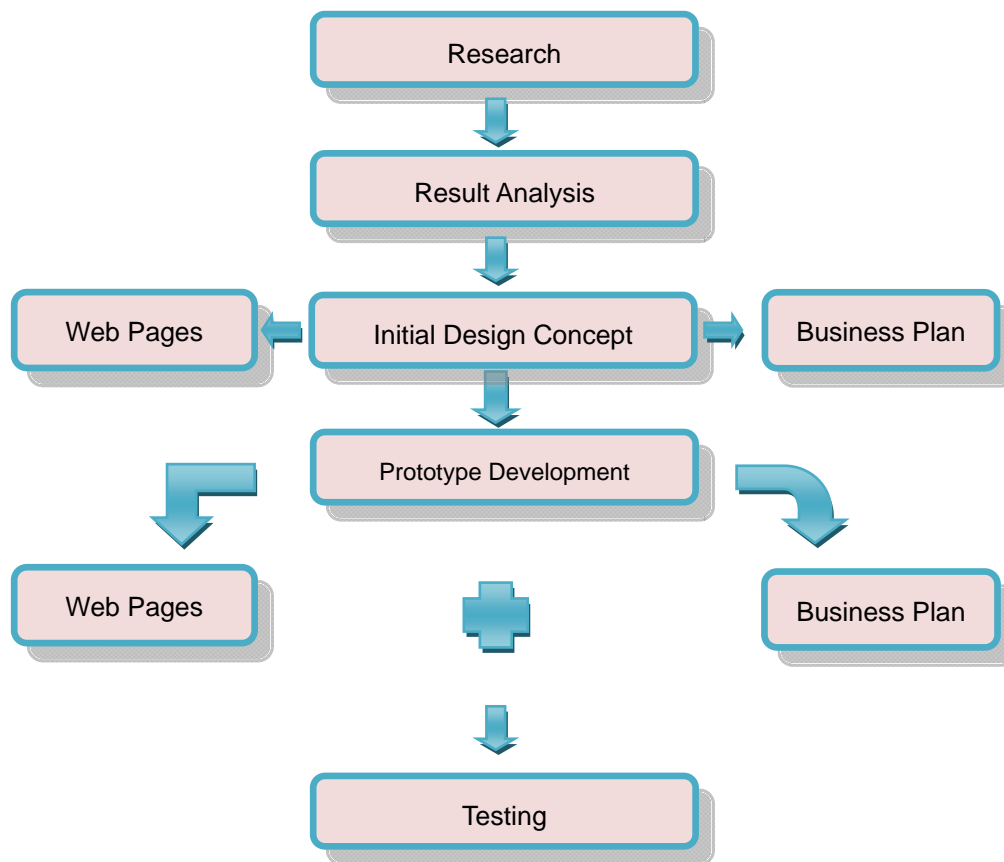 Research
Result Analysis
Web Pages
Initial Design Concept
Business Plan
Prototype Development
Web Pages
Business Plan
Testing